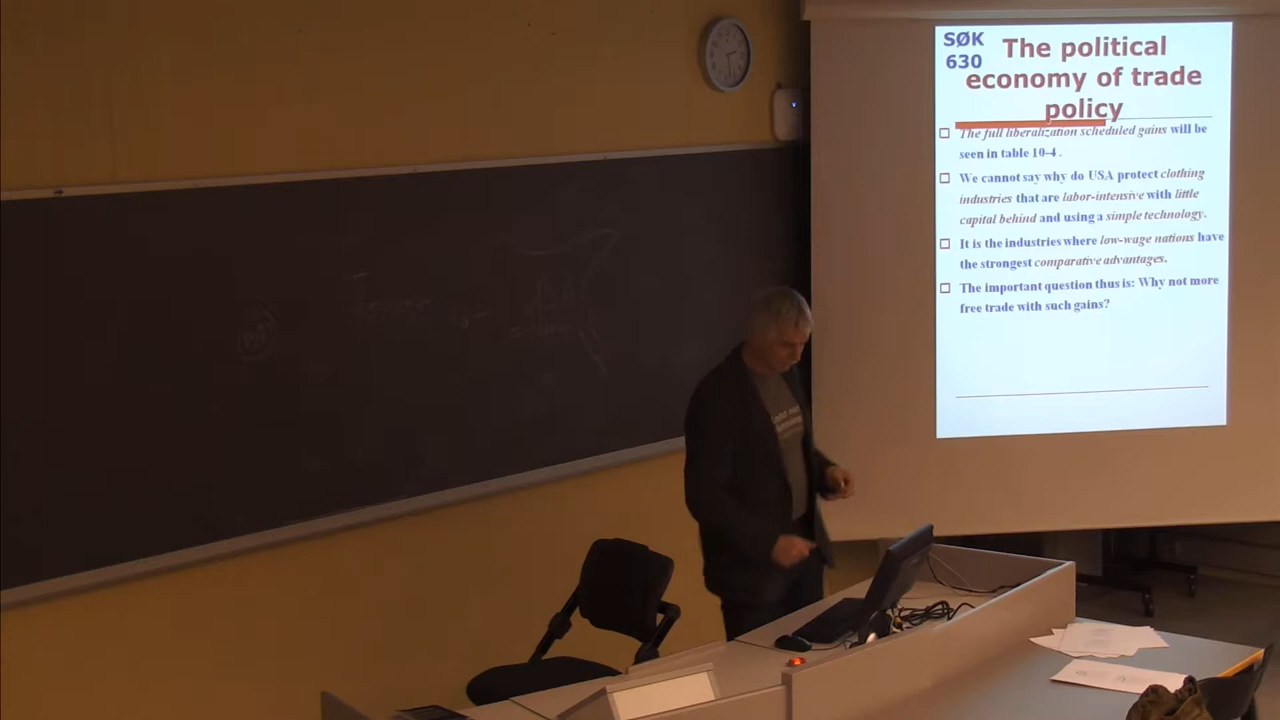 SØK
630
The political
economy of trade
policy
The full liberalization scheduled gains will be
seen in table 10-4 .
We cannot say why do USA protect clothing
industries that are labor-intensive with little
capital behind and using a simple technology.
It is the industries where low-wage nations have
the strongest comparative advantages.
The important question thus is: Why not more
free trade with such gains?